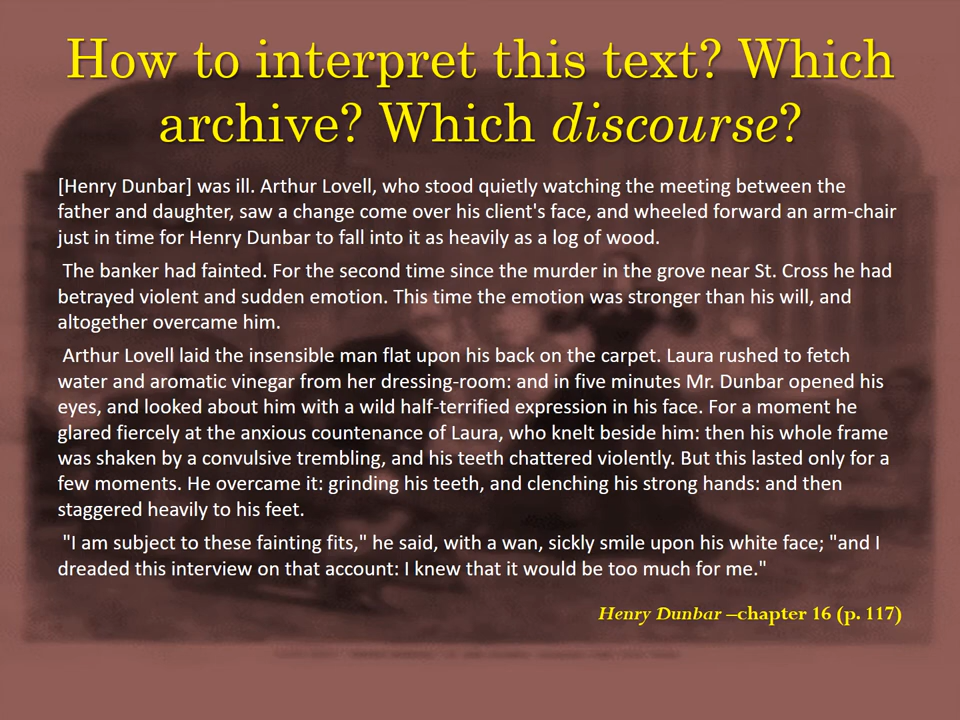 How to interpret this text? Which
archive? Which discourse?
[Henry Dunbar] was ill. Arthur Lovell, who stood quietly watching the meeting between the
father and daughter, saw a change come over his client's face, and wheeled forward an arm-chair
just in time for Henry Dunbar to fall into it as heavily as a log of wood.
The banker had fainted. For the second time since the murder in the grove near St. Cross he had
betrayed violent and sudden emotion. This time the emotion was stronger than his will, and
altogether overcame him.
Arthur Lovell laid the insensible man flat upon his back on the carpet. Laura rushed to fetch
water and aromatic vinegar from her dressing-room: and in five minutes Mr. Dunbar opened his
eyes, and looked about him with a wild half-terrified expression in his face. For a moment he
glared fiercely at the anxious countenance of Laura, who knelt beside him: then his whole frame
was shaken by a convulsive trembling, and his teeth chattered violently. But this lasted only for a
few moments. He overcame it: grinding his teeth, and clenching his strong hands: and then
staggered heavily to his feet.
"I am subject to these fainting fits," he said, with a wan, sickly smile upon his white face; "and I
dreaded this interview on that account: I knew that it would be too much for me."
Henry Dunbar –chapter 16 (p. 117)